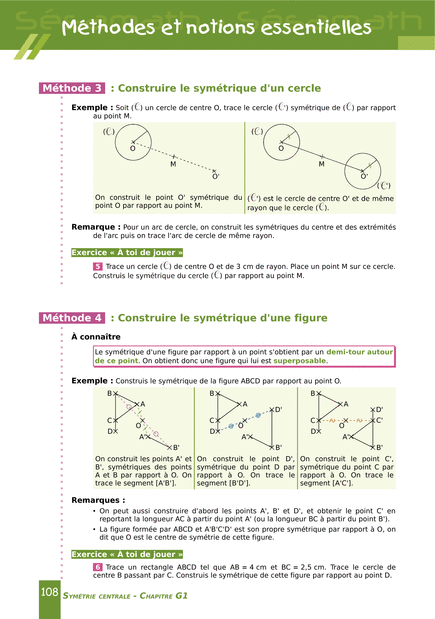 Méthodes et notions essentielles
Méthode 3 : Construire le symétrique d'un cercle
Exemple : Soit (C) un cercle de centre O, trace le cercle (C') symétrique de (C) par rapport
au point M.
(C)
O
M
O'
(C)
O
M
O'
(C')
On construit le point O' symétrique du
point O par rapport au point M.
(C') est le cercle de centre O' et de même
rayon que le cercle (C).
Remarque : Pour un arc de cercle, on construit les symétriques du centre et des extrémités
de l'arc puis on trace l'arc de cercle de même rayon.
Exercice « À toi de jouer »
5 Trace un cercle (C) de centre O et de 3 cm de rayon. Place un point M sur ce cercle.
Construis le symétrique du cercle (C) par rapport au point M.
Méthode 4 : Construire le symétrique d'une figure
À connaître
Le symétrique d'une figure par rapport à un point s'obtient par un demi-tour autour
de ce point. On obtient donc une figure qui lui est superposable.
Exemple : Construis le symétrique de la figure ABCD par rapport au point O.
B
A
C
O
D
A'
B'
B
A
D'
C
O
D
A'
B'
B
A
D'
C
C'
O
D
A'
B'
On construit les points A' et
B', symétriques des points
A et B par rapport à O. On
trace le segment [A'B'].
On construit le point D',
symétrique du point D par
rapport à O. On trace le
segment [B'D'].
On construit le point C',
symétrique du point C par
rapport à O. On trace le
segment [A'C'].
Remarques :
• On peut aussi construire d'abord les points A', B' et D', et obtenir le point C' en
reportant la longueur AC à partir du point A' (ou la longueur BC à partir du point B').
• La figure formée par ABCD et A'B'C'D' est son propre symétrique par rapport à O, on
dit que O est le centre de symétrie de cette figure.
Exercice « À toi de jouer »
6 Trace un rectangle ABCD tel que AB = 4 cm et BC = 2,5 cm. Trace le cercle de
centre B passant par C. Construis le symétrique de cette figure par rapport au point D.
108 SYMÉTRIE CENTRALE - CHAPITRE G1